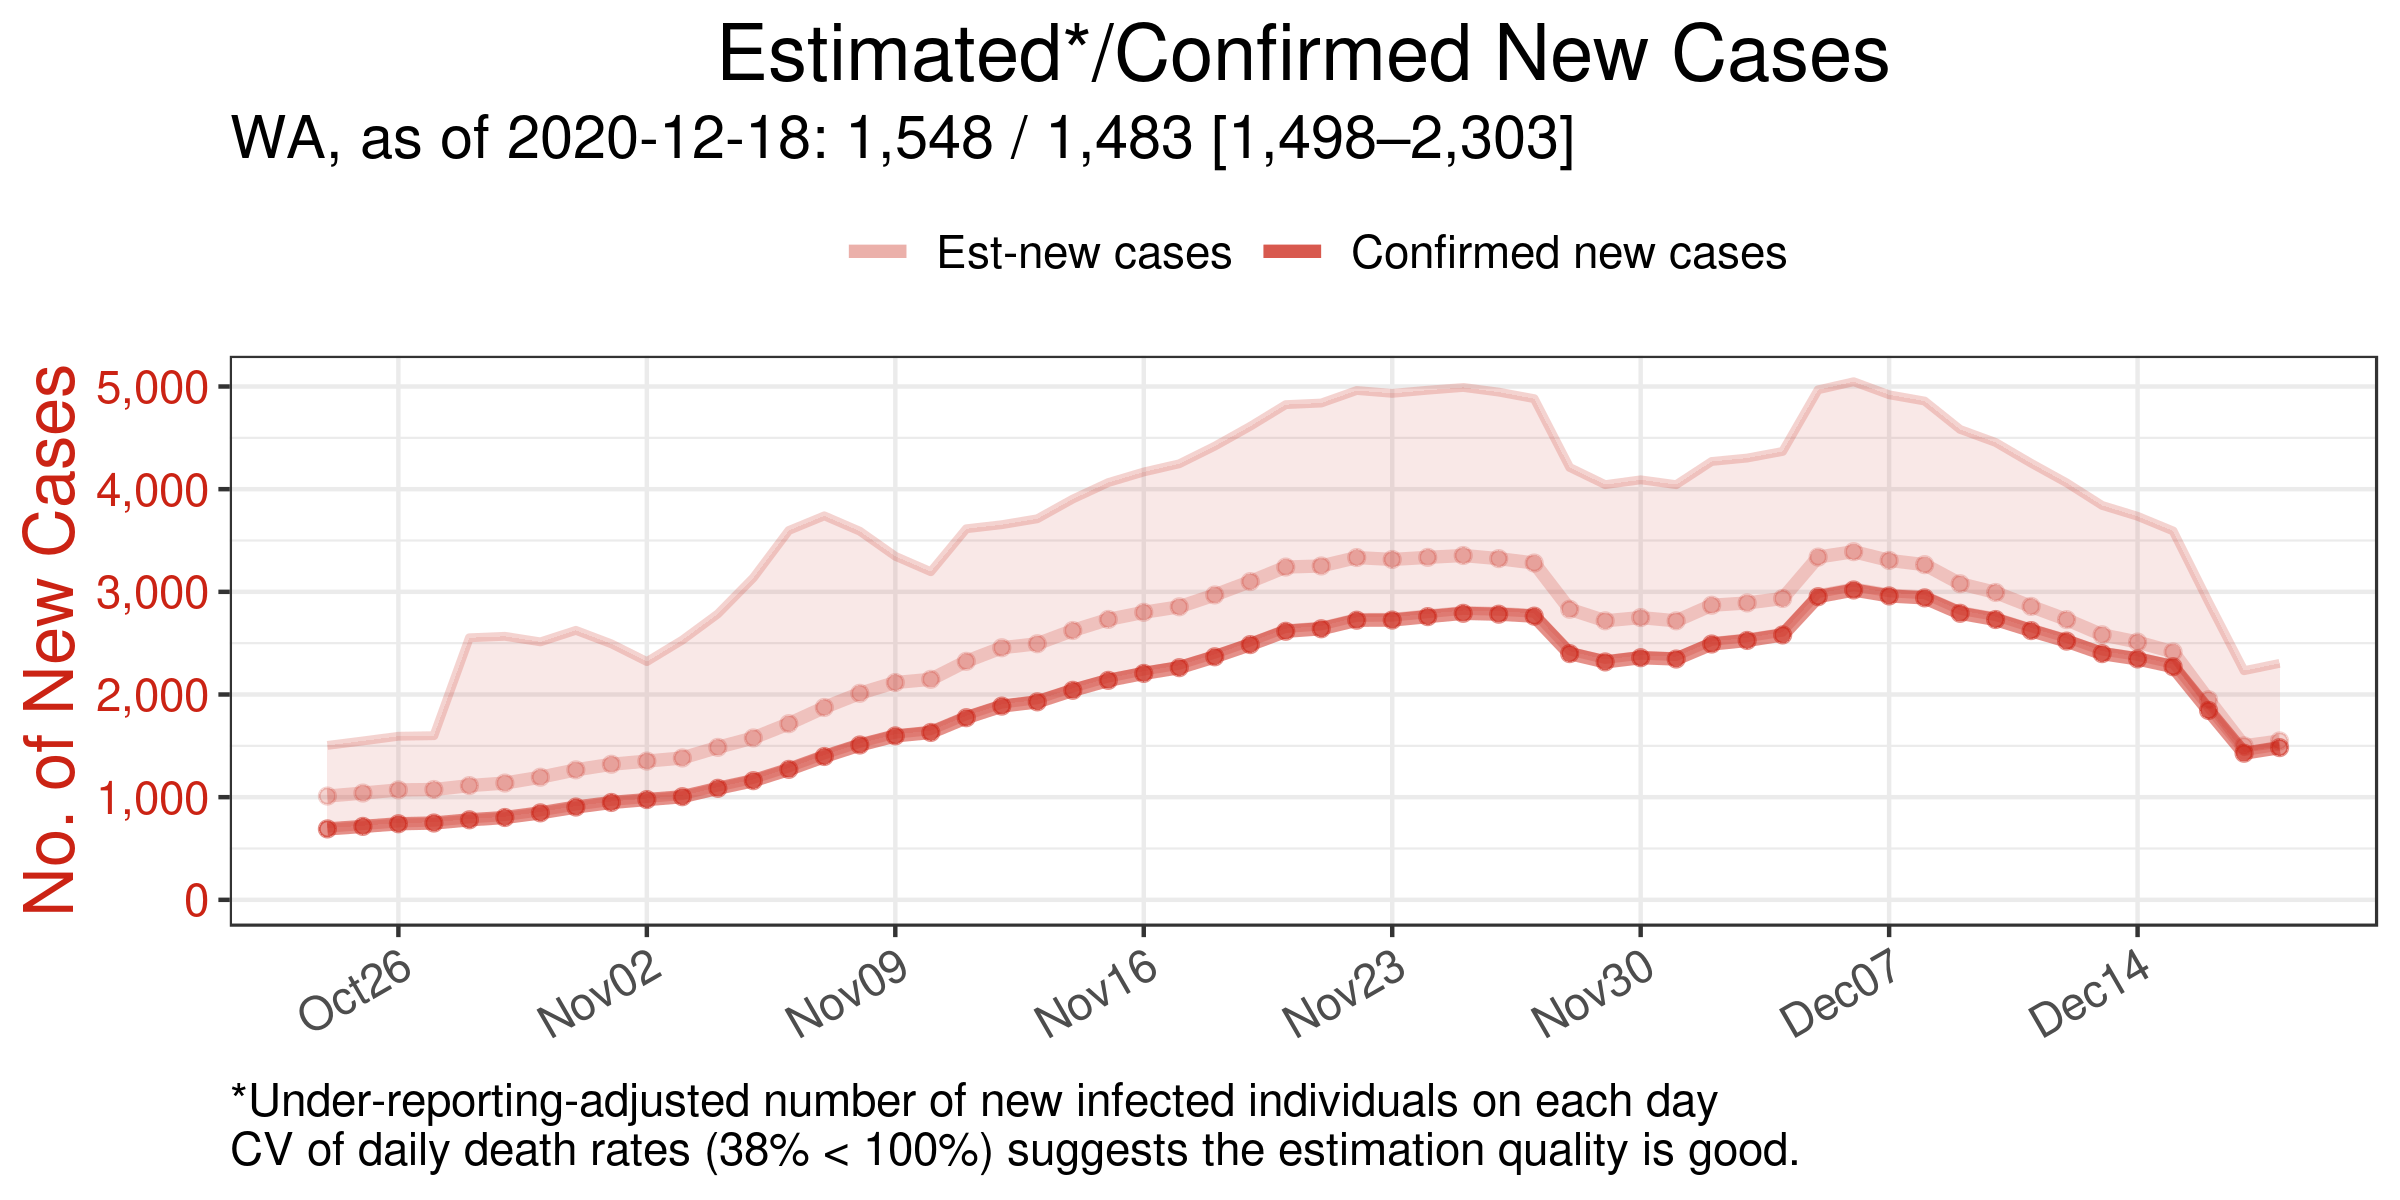 Estimated*/Confirmed New Cases
WA, as of 2020-12-18: 1,548 / 1,483 [1,498–2,303]
Est-new cases Confirmed new cases
No. of New Cases
5,000
4,000
3,000
2,000
1,000
0
Oct26 Nov02 Nov09 Nov16 Nov23 Nov30 Dec07 Dec14
*Under-reporting-adjusted number of new infected individuals on each day
CV of daily death rates (38% < 100%) suggests the estimation quality is good.